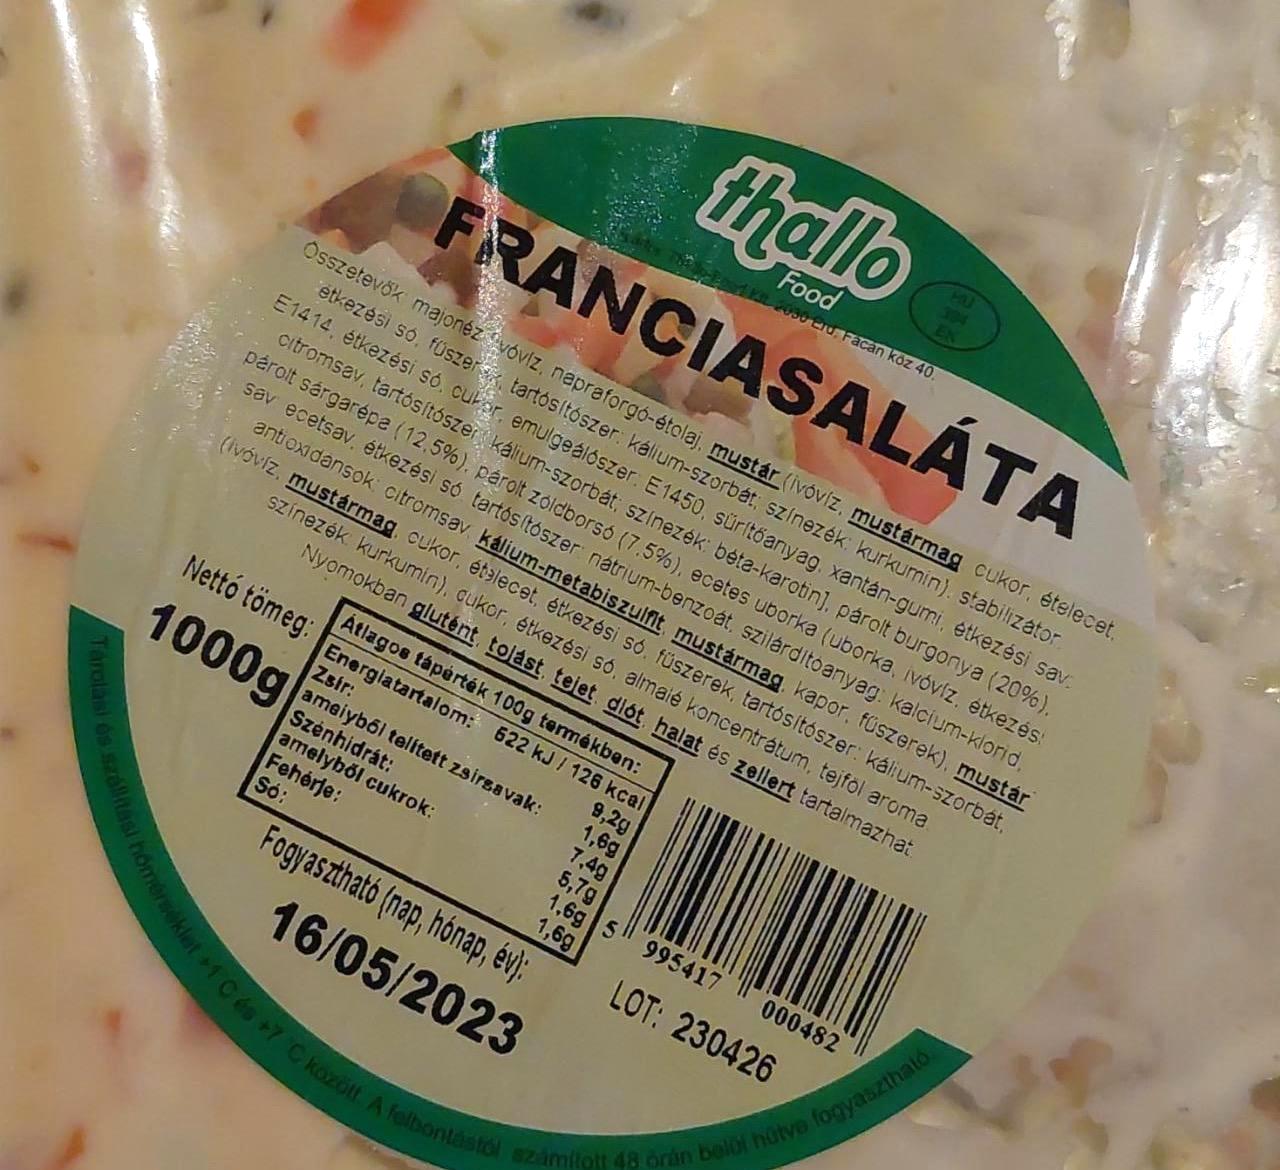 thallo
Food
Fácán köz 40.
HU
EN
FRANCIASALÁTA
Összetevők: majonéz ivóvíz, napraforgó-étolaj, mustár (ivóvíz, mustármag cukor, ételecet,
étkezési só, fűszerek, tartósítószer: kálium-szorbát; színezék: kurkumin), stabilizátor
E1414, étkezési só, cukor, emulgeálószer: E1450, sűrítőanyag: xantán-gumi, étkezési sav:
citromsav, tartósítószer: kálium-szorbát, színezék: béta-karotin], párolt burgonya (20%),
párolt sárgarépa (12,5%), párolt zöldborsó (7.5%), ecetes uborka (uborka, ivóvíz, étkezési
sav: ecetsav, étkezési só, tartósítószer: nátrium-benzoát, szilárdítóanyag: kalcium-klorid,
antioxidánsok: citromsav, kálium-metabiszulfit, mustármag, kapor, fűszerek), mustár
(ivóvíz, mustármag, cukor, ételecet, étkezési só, fűszerek, tartósítószer: kálium-szorbát,
színezék: kurkumin), cukor, étkezési só, almalé koncentrátum, tejföl aroma.
Nyomokban glutént, tojást, tejet, diót, halat és zellert tartalmazhat.
Nettó tömeg:
1000g
Átlagos tápérték 100g termékben:
Energiatartalom: 522 kJ / 126 kcal
Zsír: 9,2g
amelyből telített zsírsavak: 1,6g
Szénhidrát: 7,4g
amelyből cukrok: 5,7g
Fehérje: 1,6g
Só: 1,6g
5 995417 000482
Fogyasztható (nap, hónap, év):
16/05/2023
LOT: 230426
Tárolási és szállítási hőmérséklet +1°C és +7°C között. A felbontástól számított 48 órán belül hűtve fogyasztható.